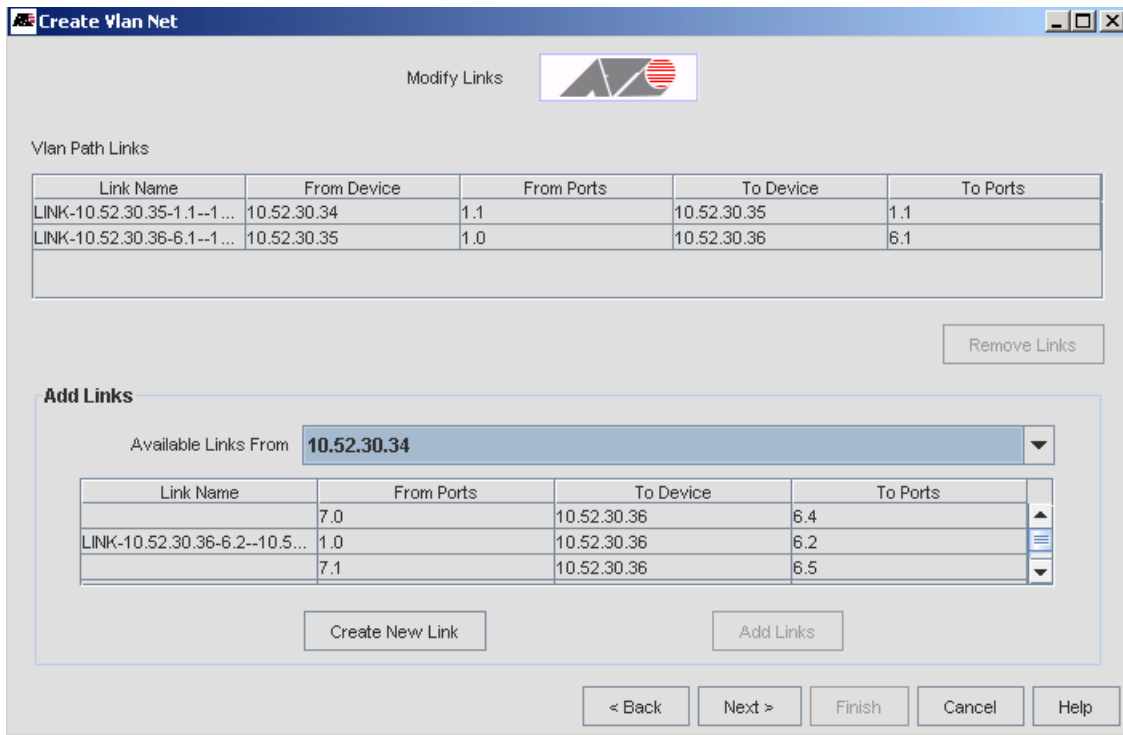 Create Vlan Net
Modify Links
Vlan Path Links
Link Name From Device From Ports To Device To Ports
LINK-10.52.30.35-1.1--1... 10.52.30.34 1.1 10.52.30.35 1.1
LINK-10.52.30.36-6.1--1... 10.52.30.35 1.0 10.52.30.36 6.1
Remove Links
Add Links
Available Links From 10.52.30.34
Link Name From Ports To Device To Ports
7.0 10.52.30.36 6.4
LINK-10.52.30.36-6.2--10.5... 1.0 10.52.30.36 6.2
7.1 10.52.30.36 6.5
Create New Link Add Links
< Back Next > Finish Cancel Help